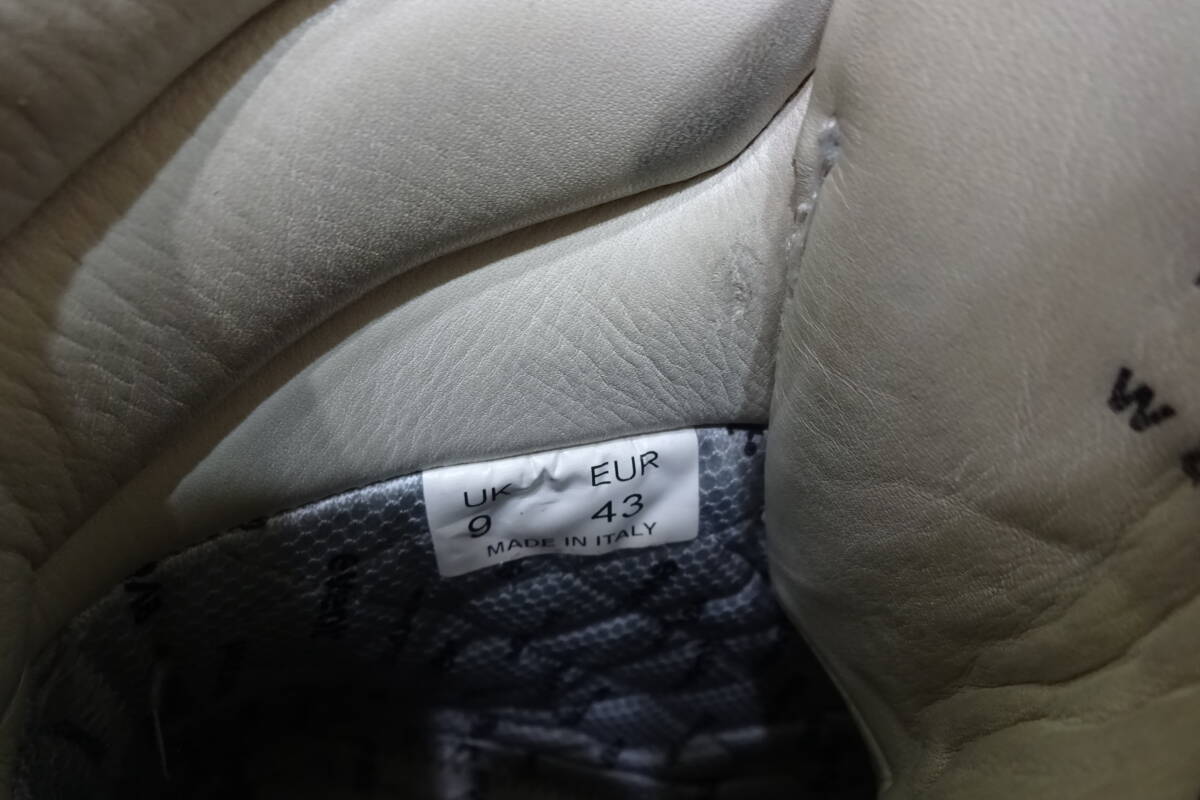 UK EUR
9 43
MADE IN ITALY
W